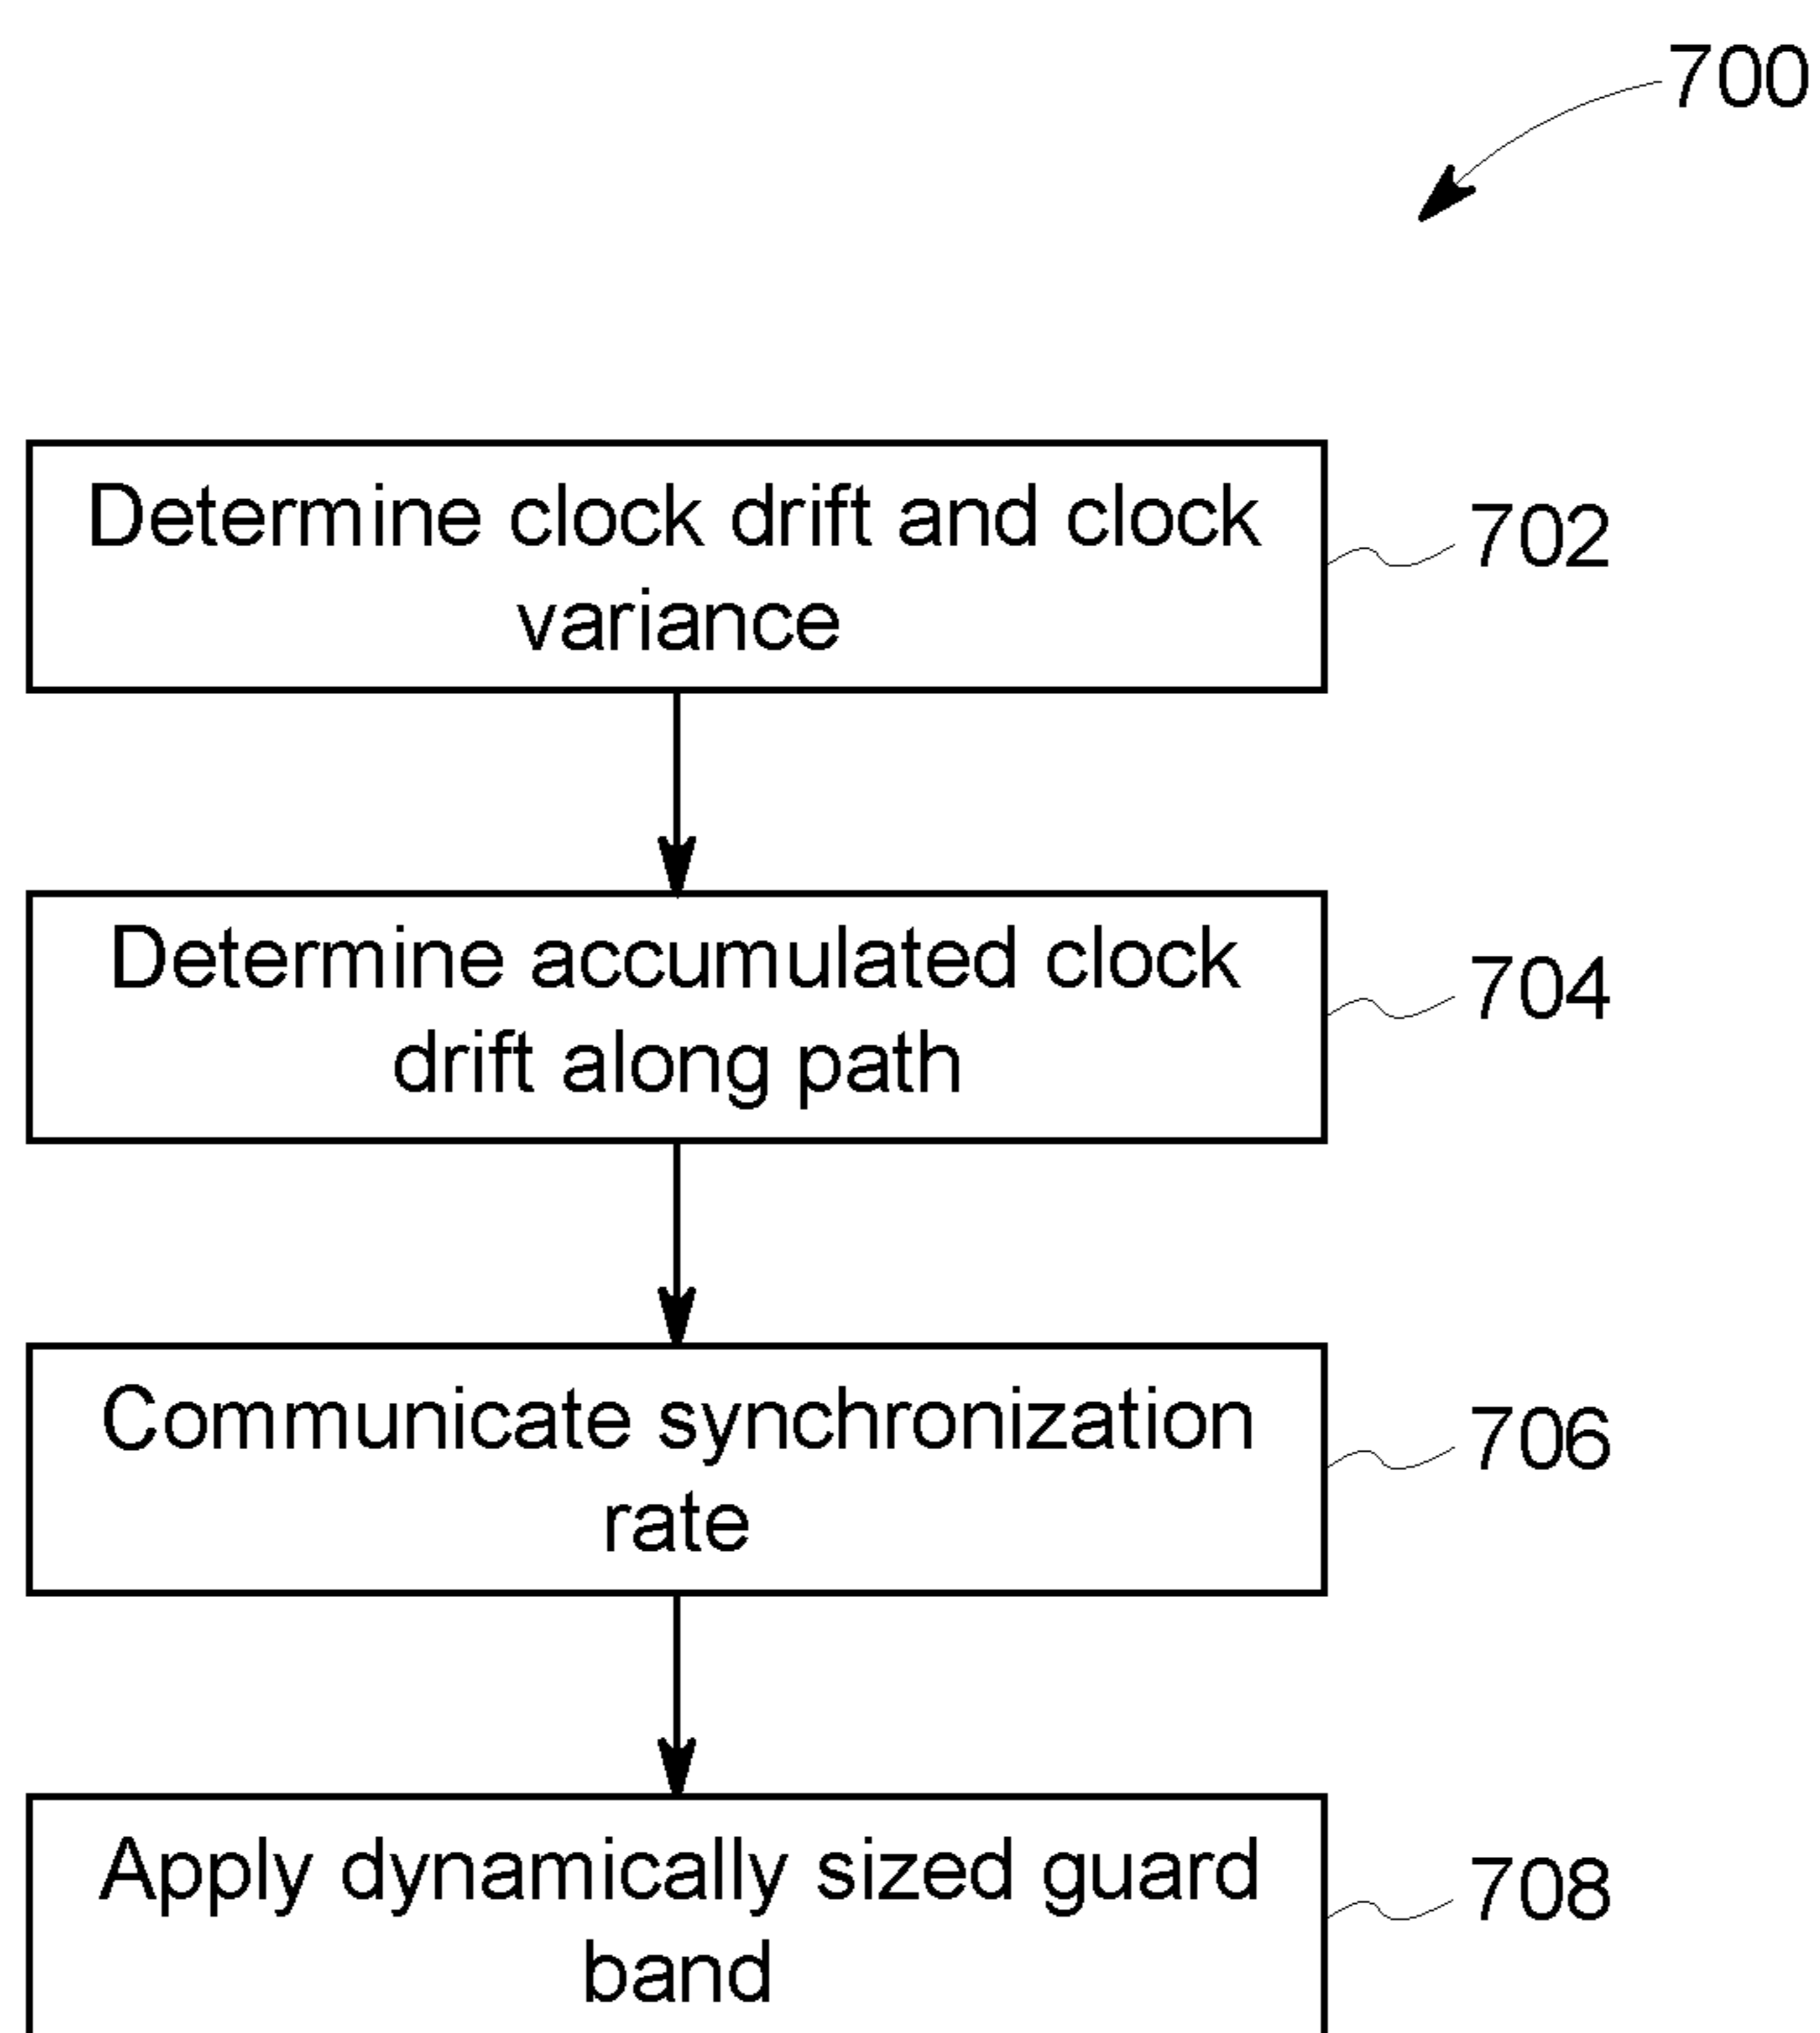 700
Determine clock drift and clock
variance
702
Determine accumulated clock
drift along path
704
Communicate synchronization
rate
706
Apply dynamically sized guard
band
708